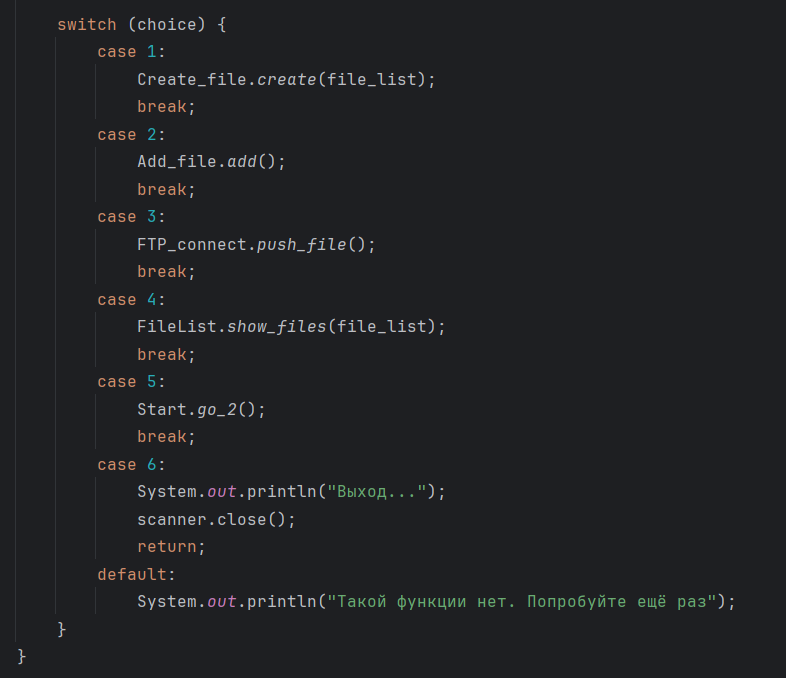 switch (choice) {
case 1:
Create_file.create(file_list);
break;
case 2:
Add_file.add();
break;
case 3:
FTP_connect.push_file();
break;
case 4:
FileList.show_files(file_list);
break;
case 5:
Start.go_2();
break;
case 6:
System.out.println("Выход...");
scanner.close();
return;
default:
System.out.println("Такой функции нет. Попробуйте ещё раз");
}
}